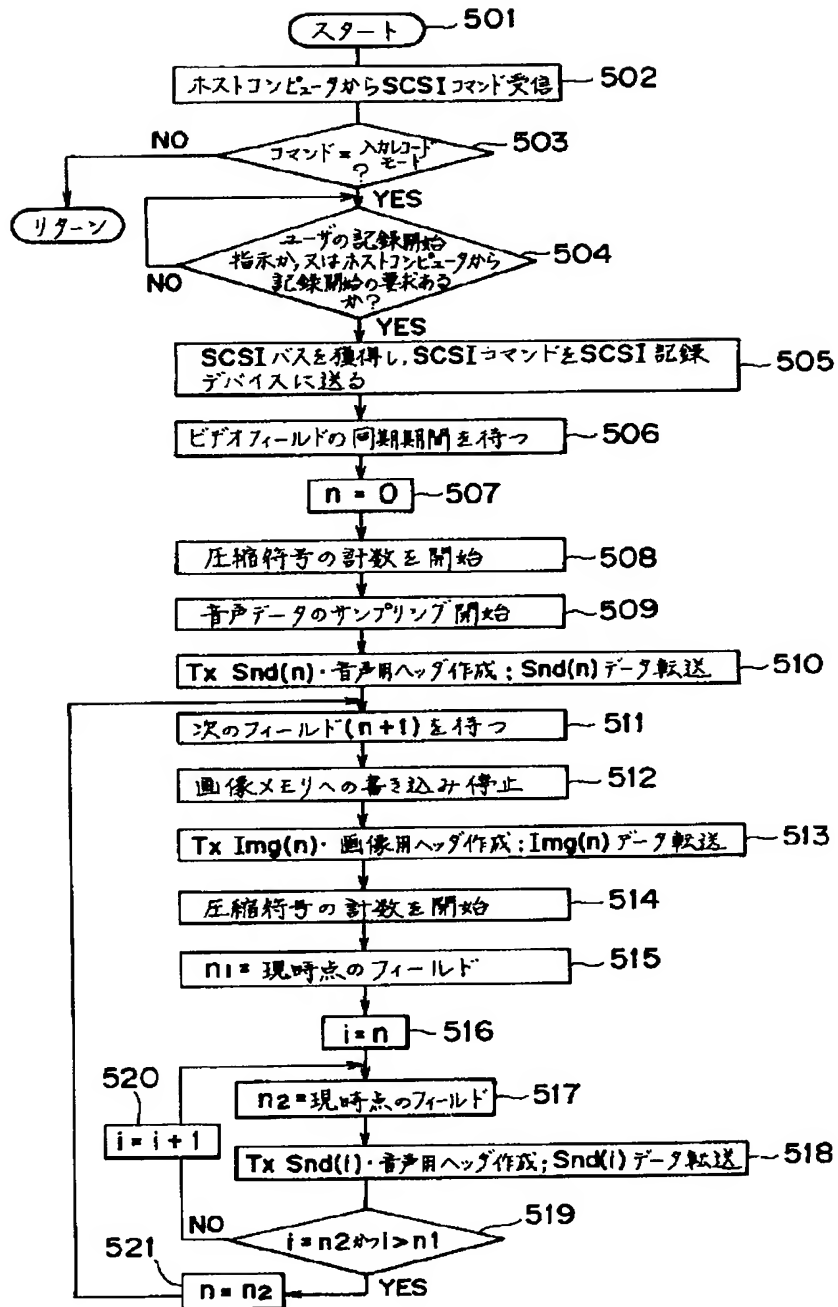 スタート
501
ホストコンピュータからSCSIコマンド受信
502
コマンド = 入力レコード
モード
?
503
NO
リターン
YES
ユーザの記録開始
指示か,又はホストコンピュータから
記録開始の要求ある
か?
504
NO
YES
SCSIバスを獲得し,SCSIコマンドをSCSI記録
デバイスに送る
505
ビデオフィールドの同期期間を待つ
506
n = 0
507
圧縮符号の計数を開始
508
音声データのサンプリング開始
509
Tx Snd(n)・音声用ヘッダ作成;Snd(n)データ転送
510
次のフィールド(n+1)を待つ
511
画像メモリへの書き込み停止
512
Tx Img(n)・画像用ヘッダ作成;Img(n)データ転送
513
圧縮符号の計数を開始
514
n1=現時点のフィールド
515
i=n
516
520
i=i+1
n2=現時点のフィールド
517
Tx Snd(i)・音声用ヘッダ作成;Snd(i)データ転送
518
NO
i=n2かつi>n1
519
521
n=n2
YES